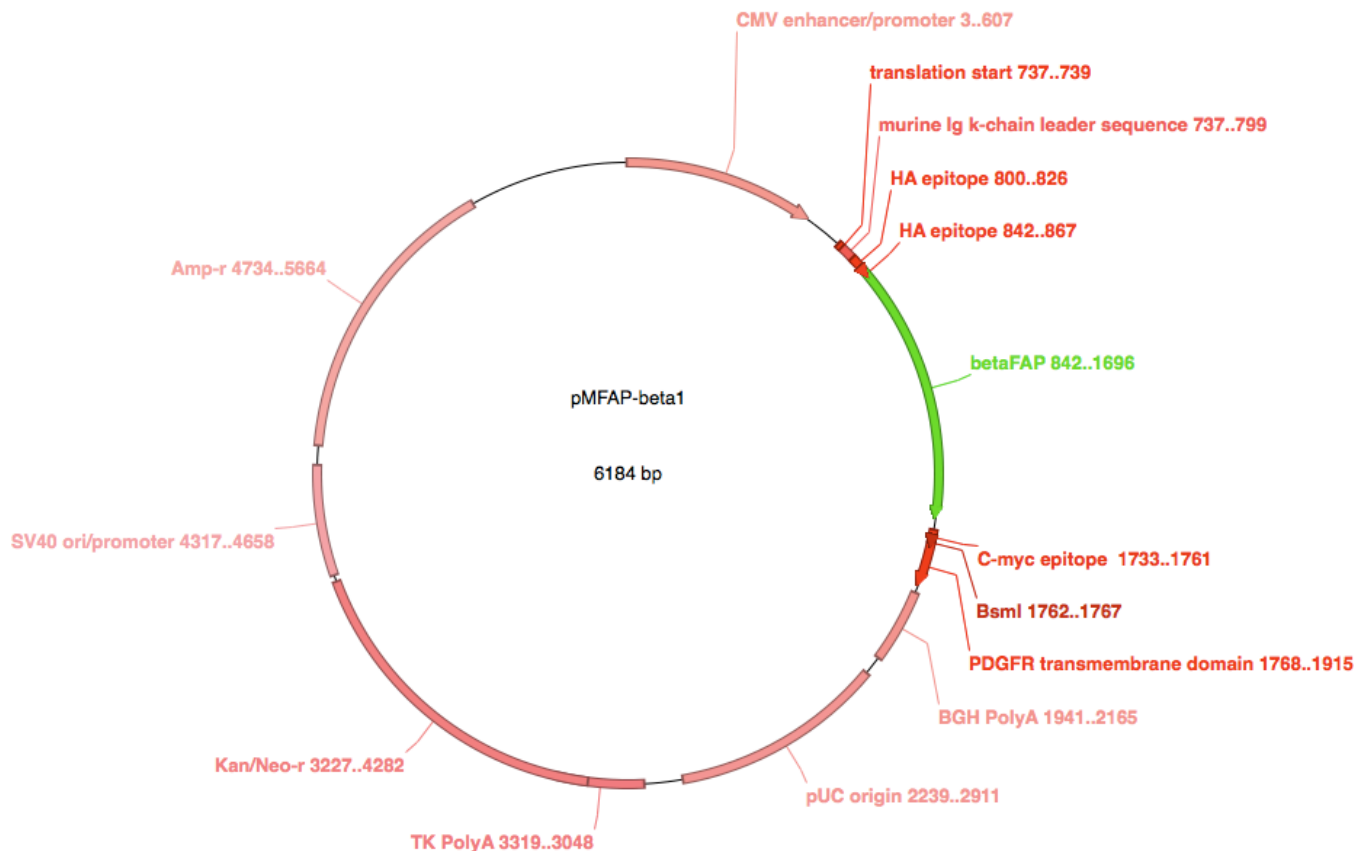 CMV enhancer/promoter 3..607
translation start 737..739
murine Ig k-chain leader sequence 737..799
HA epitope 800..826
HA epitope 842..867
Amp-r 4734..5664
betaFAP 842..1696
pMFAP-beta1
6184 bp
SV40 ori/promoter 4317..4658
C-myc epitope 1733..1761
BsmI 1762..1767
PDGFR transmembrane domain 1768..1915
BGH PolyA 1941..2165
Kan/Neo-r 3227..4282
pUC origin 2239..2911
TK PolyA 3319..3048